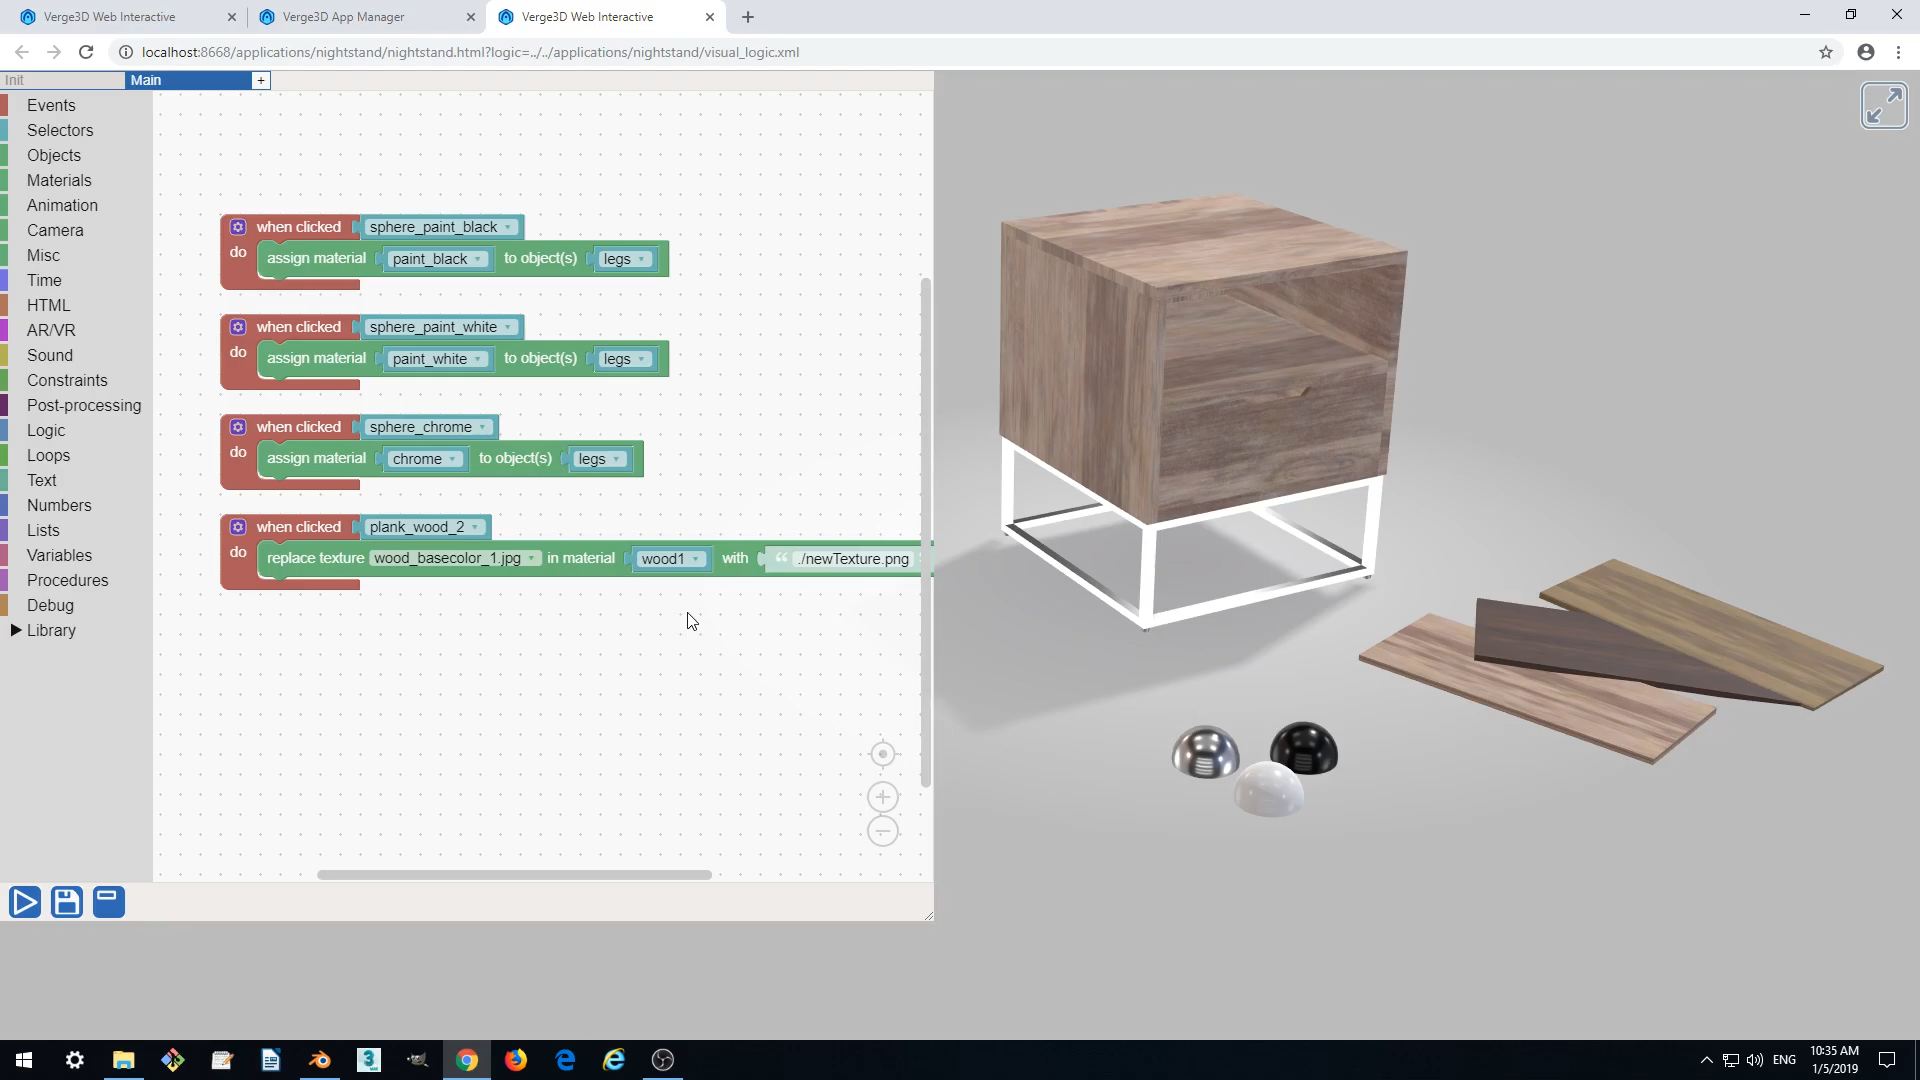 Verge3D Web Interactive
Verge3D App Manager
Verge3D Web Interactive
localhost:8668/applications/nightstand/nightstand.html?logic=../../applications/nightstand/visual_logic.xml
Init
Main
+
Events
Selectors
Objects
Materials
Animation
Camera
Misc
Time
HTML
AR/VR
Sound
Constraints
Post-processing
Logic
Loops
Text
Numbers
Lists
Variables
Procedures
Debug
Library
when clicked sphere_paint_black
do assign material paint_black to object(s) legs
when clicked sphere_paint_white
do assign material paint_white to object(s) legs
when clicked sphere_chrome
do assign material chrome to object(s) legs
when clicked plank_wood_2
do replace texture wood_basecolor_1.jpg in material wood1 with “ ./newTexture.png
ENG
10:35 AM
1/5/2019